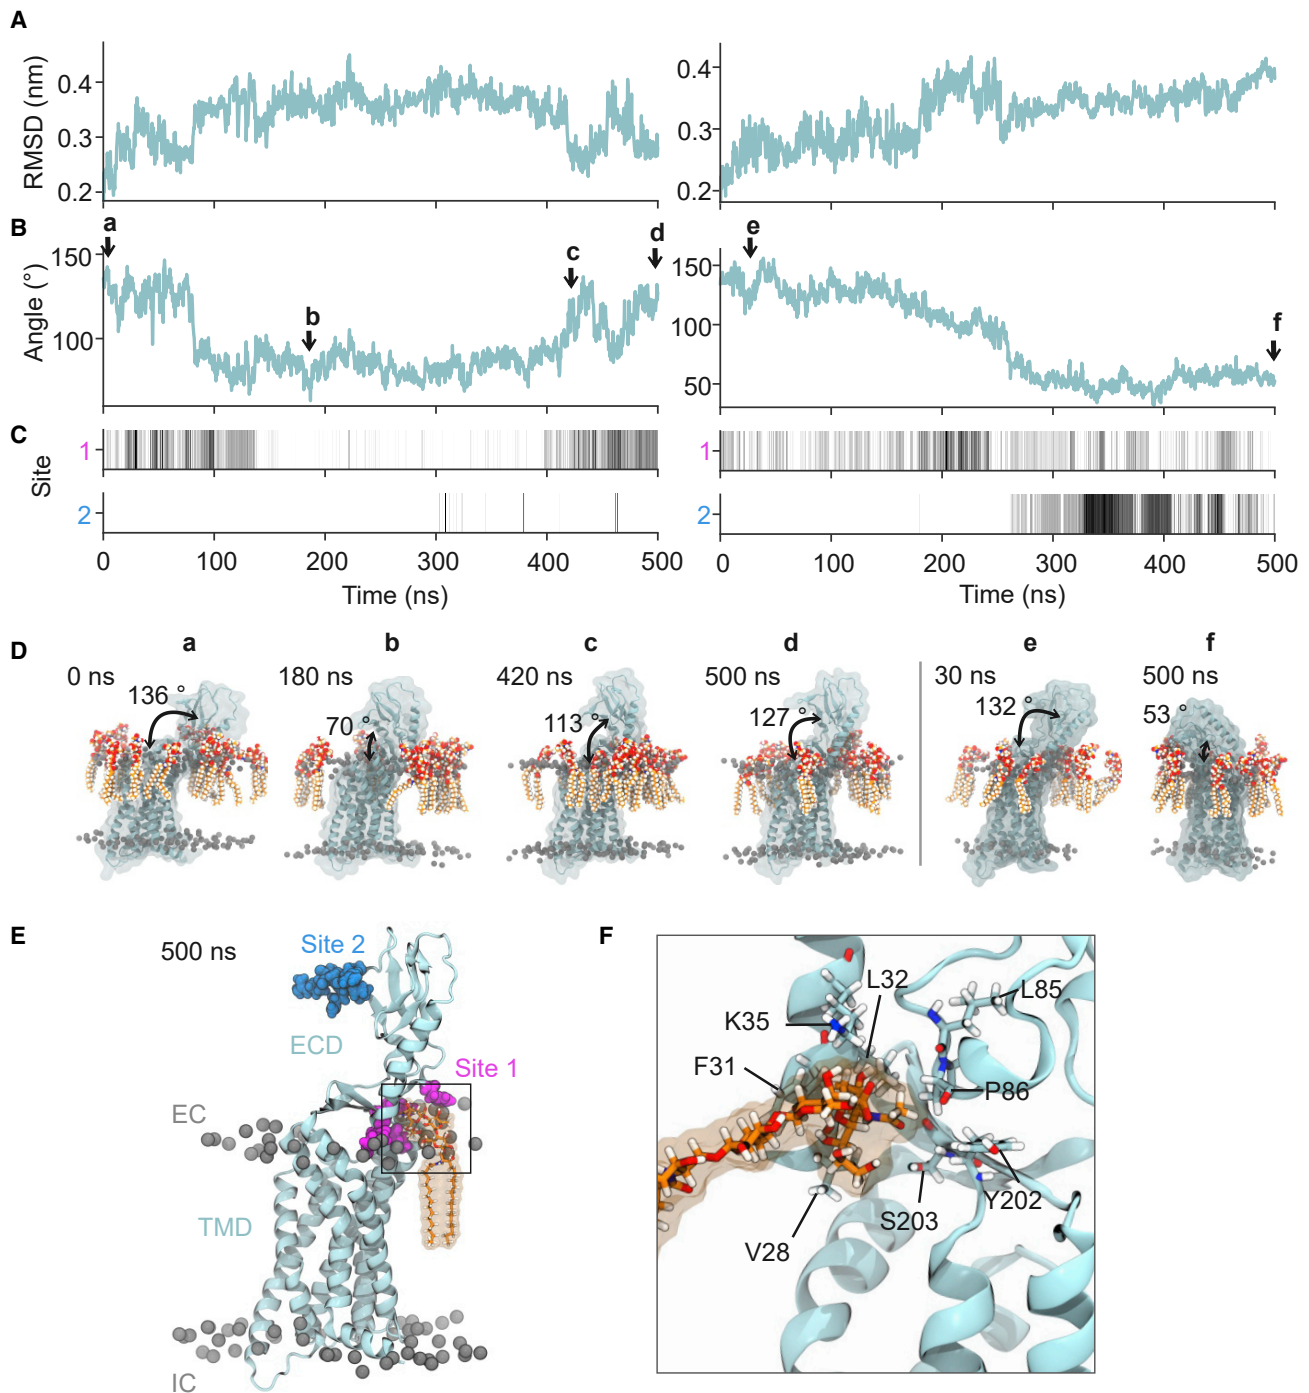 A
RMSD (nm)
0.4
0.3
0.2
0.4
0.3
0.2
B
Angle (°)
150
100
150
100
50
a
b
c
d
e
f
C
Site
1
2
1
2
0 100 200 300 400 500
Time (ns)
0 100 200 300 400 500
Time (ns)
D
a
0 ns
136 °
b
180 ns
70 °
c
420 ns
113 °
d
500 ns
127 °
e
30 ns
132 °
f
500 ns
53 °
E
500 ns
Site 2
ECD
Site 1
EC
TMD
IC
F
L32
L85
K35
F31
P86
Y202
S203
V28